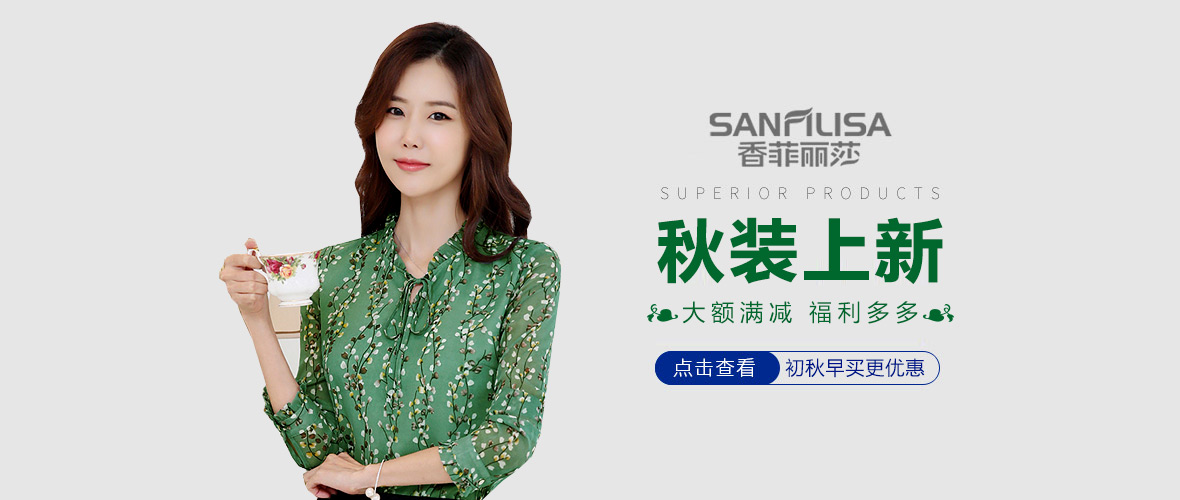 SANFILISA
香菲丽莎
SUPERIOR PRODUCTS
秋装上新
大额满减 福利多多
点击查看 初秋早买更优惠